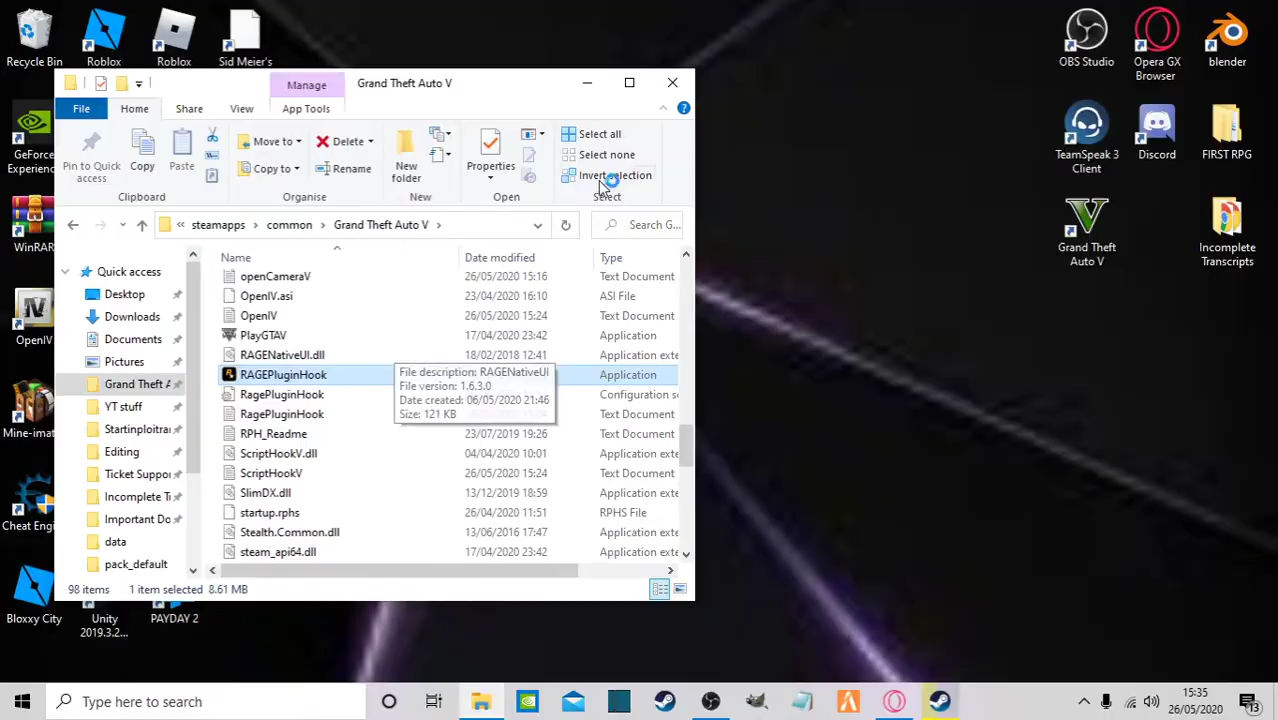 Recycle Bin
Roblox
Roblox
Sid Meier's
GeForce
Experience
WinRAR
OpenIV
Mine-imat
Cheat Engi
Bloxxy City
Unity
2019.3.2...
PAYDAY 2
Manage
Grand Theft Auto V
File
Home
Share
View
App Tools
Pin to Quick
access
Copy
Paste
Clipboard
Move to
Copy to
Delete
Rename
Organise
New
folder
New
Properties
Open
Select all
Select none
Invert selection
Select
« steamapps > common > Grand Theft Auto V >
Search G...
Quick access
Desktop
Downloads
Documents
Pictures
Grand Theft A
YT stuff
Startinploitra
Editing
Ticket Suppo
Incomplete Tr
Important Do
data
pack_default
Name Date modified Type
openCameraV 26/05/2020 15:16 Text Document
OpenIV.asi 23/04/2020 16:10 ASI File
OpenIV 26/05/2020 15:24 Text Document
PlayGTAV 17/04/2020 23:42 Application
RAGENativeUI.dll 18/02/2018 12:41 Application exte
RAGEPluginHook Application
RagePluginHook Configuration se
RagePluginHook Text Document
RPH_Readme 23/07/2019 19:26 Text Document
ScriptHookV.dll 04/04/2020 10:01 Application exte
ScriptHookV 26/05/2020 15:24 Text Document
SlimDX.dll 13/12/2019 18:59 Application exte
startup.rphs 26/04/2020 11:51 RPHS File
Stealth.Common.dll 13/06/2016 17:47 Application exte
steam_api64.dll 17/04/2020 23:42 Application exte
File description: RAGENativeUI
File version: 1.6.3.0
Date created: 06/05/2020 21:46
Size: 121 KB
98 items 1 item selected 8.61 MB
OBS Studio
Opera GX
Browser
blender
TeamSpeak 3
Client
Discord
FIRST RPG
Grand Theft
Auto V
Incomplete
Transcripts
Type here to search
15:35
26/05/2020
13